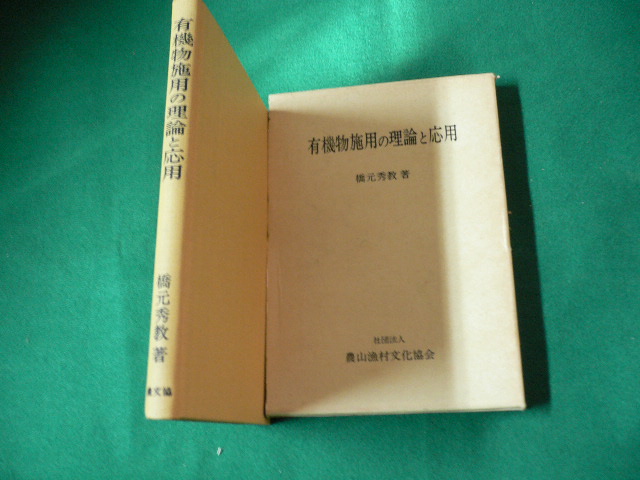 有機物施用の理論と応用
橋元秀教著
農文協
有機物施用の理論と応用
橋元秀教 著
社団法人
農山漁村文化協会